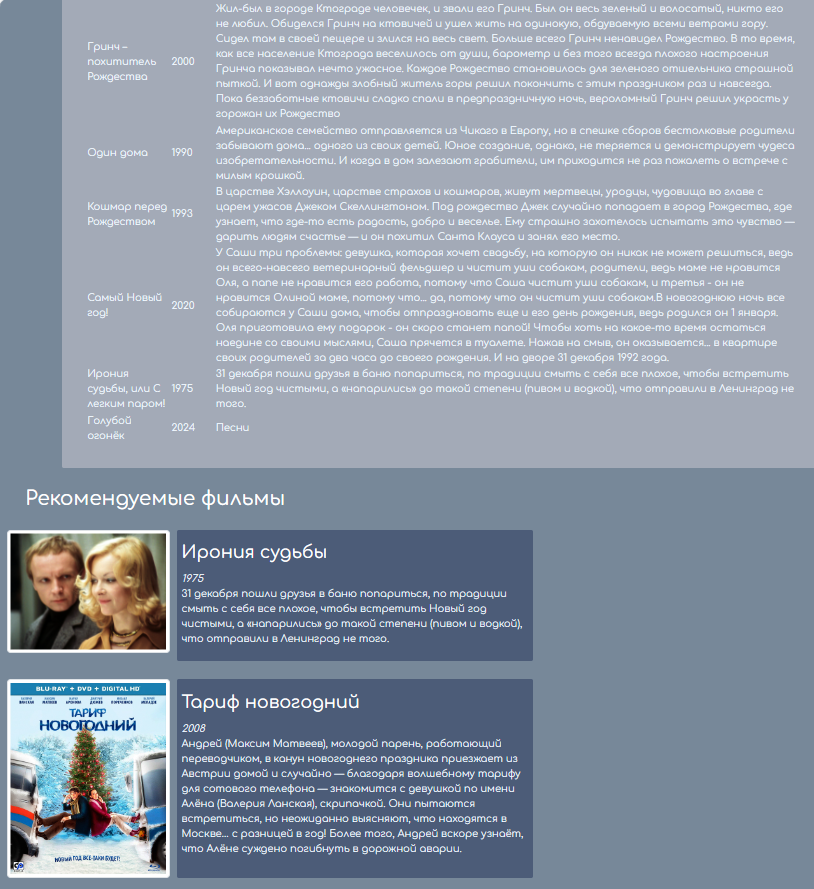 Жил-был в городе Ктограде человечек, и звали его Гринч. Был он весь зеленый и волосатый, никто его
не любил. Обиделся Гринч на ктовичей и ушел жить на одинокую, обдуваемую всеми ветрами гору.
Сидел там в своей пещере и злился на весь свет. Больше всего Гринч ненавидел Рождество. В то время,
Гринч –
похититель
Рождества
2000
как все население Ктограда веселилось от души, барометр и без того всегда плохого настроения
Гринча показывал нечто ужасное. Каждое Рождество становилось для зеленого отшельника страшной
пыткой. И вот однажды злобный житель горы решил покончить с этим праздником раз и навсегда.
Пока беззаботные ктовичи сладко спали в предпраздничную ночь, вероломный Гринч решил украсть у
горожан их Рождество
Один дома
1990
Американское семейство отправляется из Чикаго в Европу, но в спешке сборов бестолковые родители
забывают дома... одного из своих детей. Юное создание, однако, не теряется и демонстрирует чудеса
изобретательности. И когда в дом залезают грабители, им приходится не раз пожалеть о встрече с
милым крошкой.
Кошмар перед
Рождеством
1993
В царстве Хэллоуин, царстве страхов и кошмаров, живут мертвецы, уродцы, чудовища во главе с
царем ужасов Джеком Скеллингтоном. Под рождество Джек случайно попадает в город Рождества, где
узнает, что где-то есть радость, добро и веселье. Ему страшно захотелось испытать это чувство —
дарить людям счастье — и он похитил Санта Клауса и занял его место.
Самый Новый
год!
2020
У Саши три проблемы: девушка, которая хочет свадьбу, на которую он никак не может решиться, ведь
он всего-навсего ветеринарный фельдшер и чистит уши собакам, родители, ведь маме не нравится
Оля, а папе не нравится его работа, потому что Саша чистит уши собакам, и третья - он не
нравится Олиной маме, потому что... да, потому что он чистит уши собакам.В новогоднюю ночь все
собираются у Саши дома, чтобы отпраздновать еще и его день рождения, ведь родился он 1 января.
Оля приготовила ему подарок - он скоро станет папой! Чтобы хоть на какое-то время остаться
наедине со своими мыслями, Саша прячется в туалете. Нажав на смыв, он оказывается... в квартире
своих родителей за два часа до своего рождения. И на дворе 31 декабря 1992 года.
Ирония
судьбы, или С
легким паром!
1975
31 декабря пошли друзья в баню попариться, по традиции смыть с себя все плохое, чтобы встретить
Новый год чистыми, а «напарились» до такой степени (пивом и водкой), что отправили в Ленинград не
того.
Голубой
огонёк
2024
Песни
Рекомендуемые фильмы
Ирония судьбы
1975
31 декабря пошли друзья в баню попариться, по традиции
смыть с себя все плохое, чтобы встретить Новый год
чистыми, а «напарились» до такой степени (пивом и водкой),
что отправили в Ленинград не того.
BLU-RAY + DVD + DIGITAL HD
ТАРИФ
НОВОГОДНИЙ
НОВЫЙ ГОД ВСЕ-ТАКИ БУДЕТ!
Тариф новогодний
2008
Андрей (Максим Матвеев), молодой парень, работающий
переводчиком, в канун новогоднего праздника приезжает из
Австрии домой и случайно — благодаря волшебному тарифу
для сотового телефона — знакомится с девушкой по имени
Алёна (Валерия Ланская), скрипачкой. Они пытаются
встретиться, но неожиданно выясняют, что находятся в
Москве... с разницей в год! Более того, Андрей вскоре узнаёт,
что Алёне суждено погибнуть в дорожной аварии.